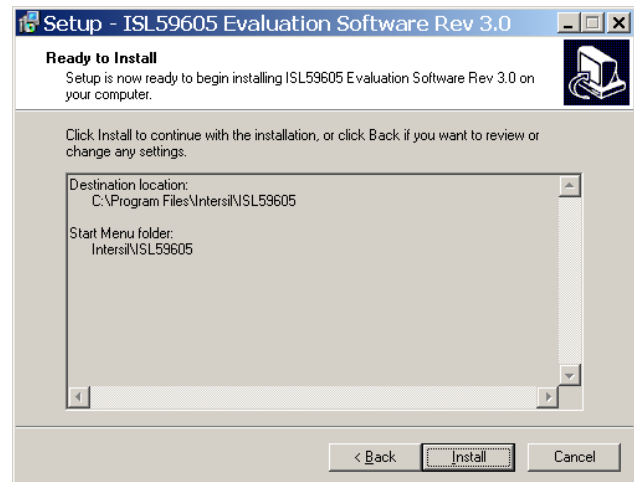 Setup - ISL59605 Evaluation Software Rev 3.0
Ready to Install
Setup is now ready to begin installing ISL59605 Evaluation Software Rev 3.0 on
your computer.
Click Install to continue with the installation, or click Back if you want to review or
change any settings.
Destination location:
C:\Program Files\Intersil\ISL59605
Start Menu folder:
Intersil\ISL59605
< Back
Install
Cancel